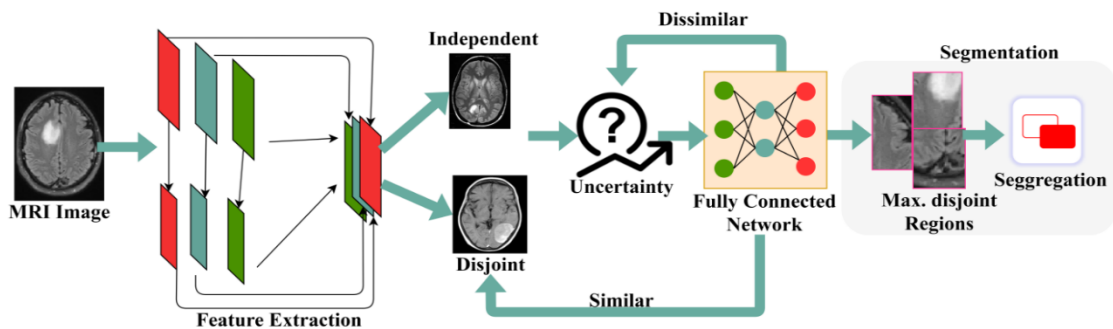 MRI Image
Feature Extraction
Independent
Disjoint
Dissimilar
?
Uncertainty
Fully Connected
Network
Similar
Segmentation
Max. disjoint
Regions
Seggregation